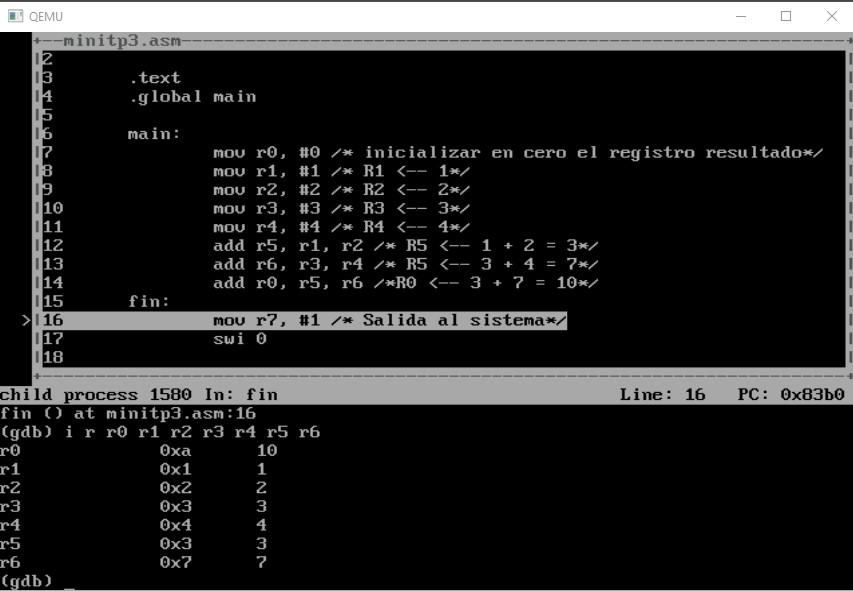 QEMU
minitp3.asm
2
3 .text
4 .global main
5
6 main:
7 mov r0, #0 /* inicializar en cero el registro resultado*/
8 mov r1, #1 /* R1 <-- 1*/
9 mov r2, #2 /* R2 <-- 2*/
10 mov r3, #3 /* R3 <-- 3*/
11 mov r4, #4 /* R4 <-- 4*/
12 add r5, r1, r2 /* R5 <-- 1 + 2 = 3*/
13 add r6, r3, r4 /* R5 <-- 3 + 4 = 7*/
14 add r0, r5, r6 /*R0 <-- 3 + 7 = 10*/
15 fin:
>16 mov r7, #1 /* Salida al sistema*/
17 swi 0
18
child process 1580 In: fin Line: 16 PC: 0x83b0
fin () at minitp3.asm:16
(gdb) i r r0 r1 r2 r3 r4 r5 r6
r0 0xa 10
r1 0x1 1
r2 0x2 2
r3 0x3 3
r4 0x4 4
r5 0x3 3
r6 0x7 7
(gdb) _